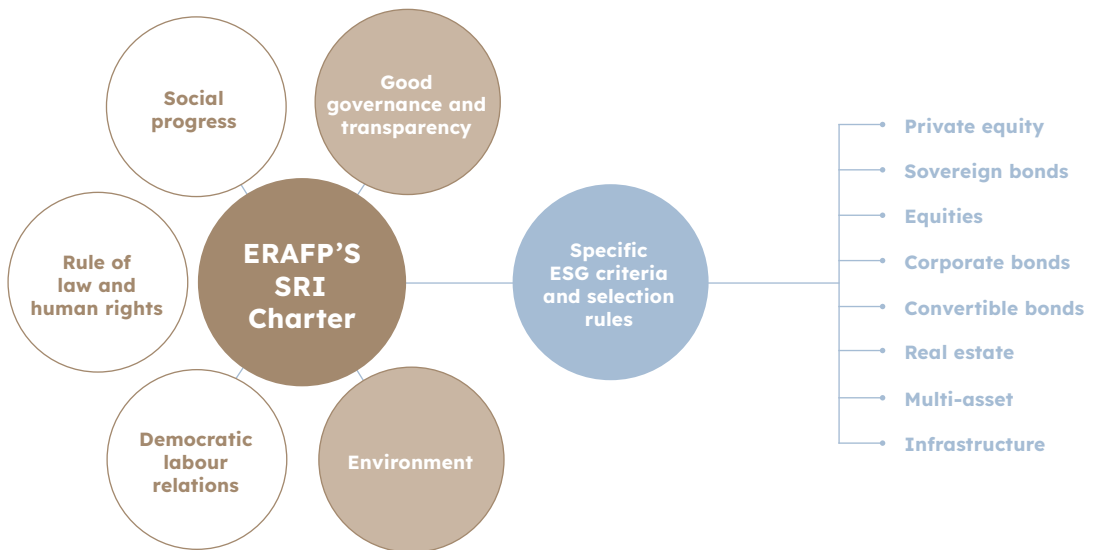 Social
progress
Good
governance and
transparency
Rule of
law and
human rights
ERAFP’S
SRI
Charter
Democratic
labour
relations
Environment
Specific
ESG criteria
and selection
rules
Private equity
Sovereign bonds
Equities
Corporate bonds
Convertible bonds
Real estate
Multi-asset
Infrastructure